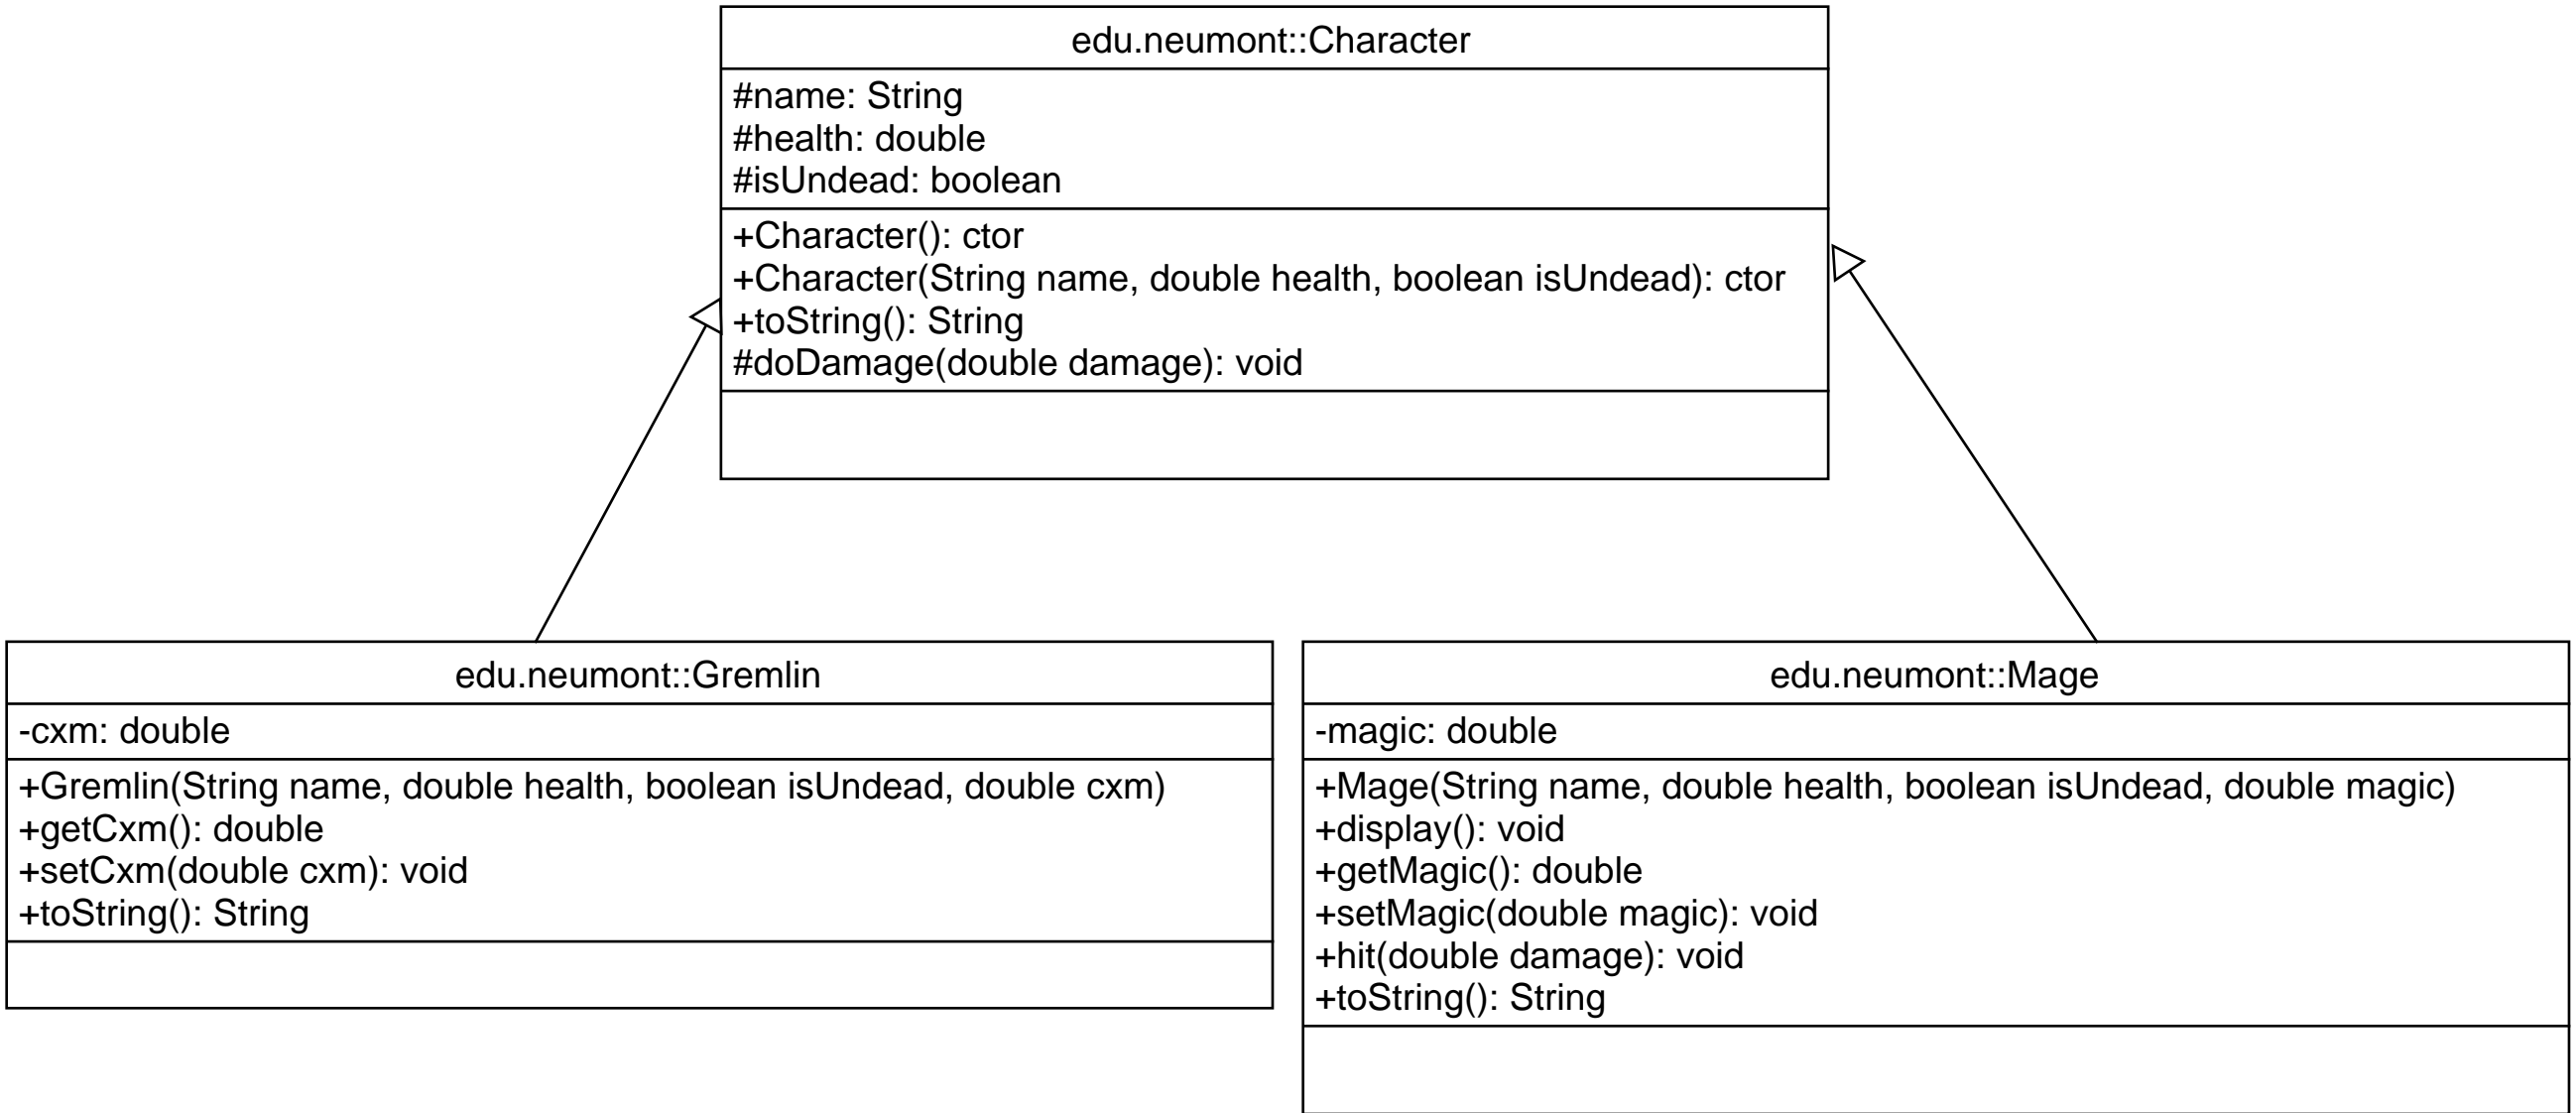 edu.neumont::Character
#name: String
#health: double
#isUndead: boolean
+Character(): ctor
+Character(String name, double health, boolean isUndead): ctor
+toString(): String
#doDamage(double damage): void
edu.neumont::Gremlin
-cxm: double
+Gremlin(String name, double health, boolean isUndead, double cxm)
+getCxm(): double
+setCxm(double cxm): void
+toString(): String
edu.neumont::Mage
-magic: double
+Mage(String name, double health, boolean isUndead, double magic)
+display(): void
+getMagic(): double
+setMagic(double magic): void
+hit(double damage): void
+toString(): String